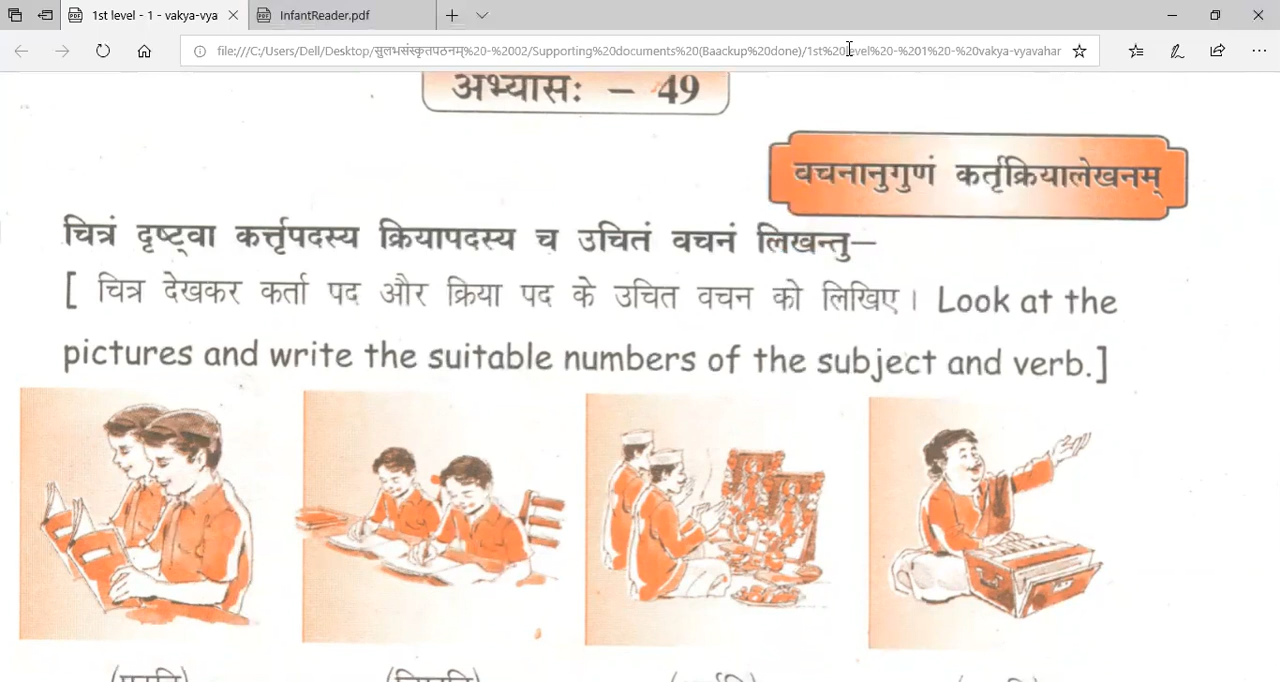 1st level - 1 - vakya-vya
InfantReader.pdf
file:///C:/Users/Dell/Desktop/सुलभसंस्कृतपठनम्%20-%2002/Supporting%20documents%20(Baackup%20done)/1st%20level%20-%201%20-%20vakya-vyavahar
अभ्यासः – 49
वचनानुगुणं कर्तृक्रियालेखनम्
चित्रं दृष्ट्वा कर्त्तृपदस्य क्रियापदस्य च उचितं वचनं लिखन्तु—
[ चित्र देखकर कर्ता पद और क्रिया पद के उचित वचन को लिखिए। Look at the
pictures and write the suitable numbers of the subject and verb.]